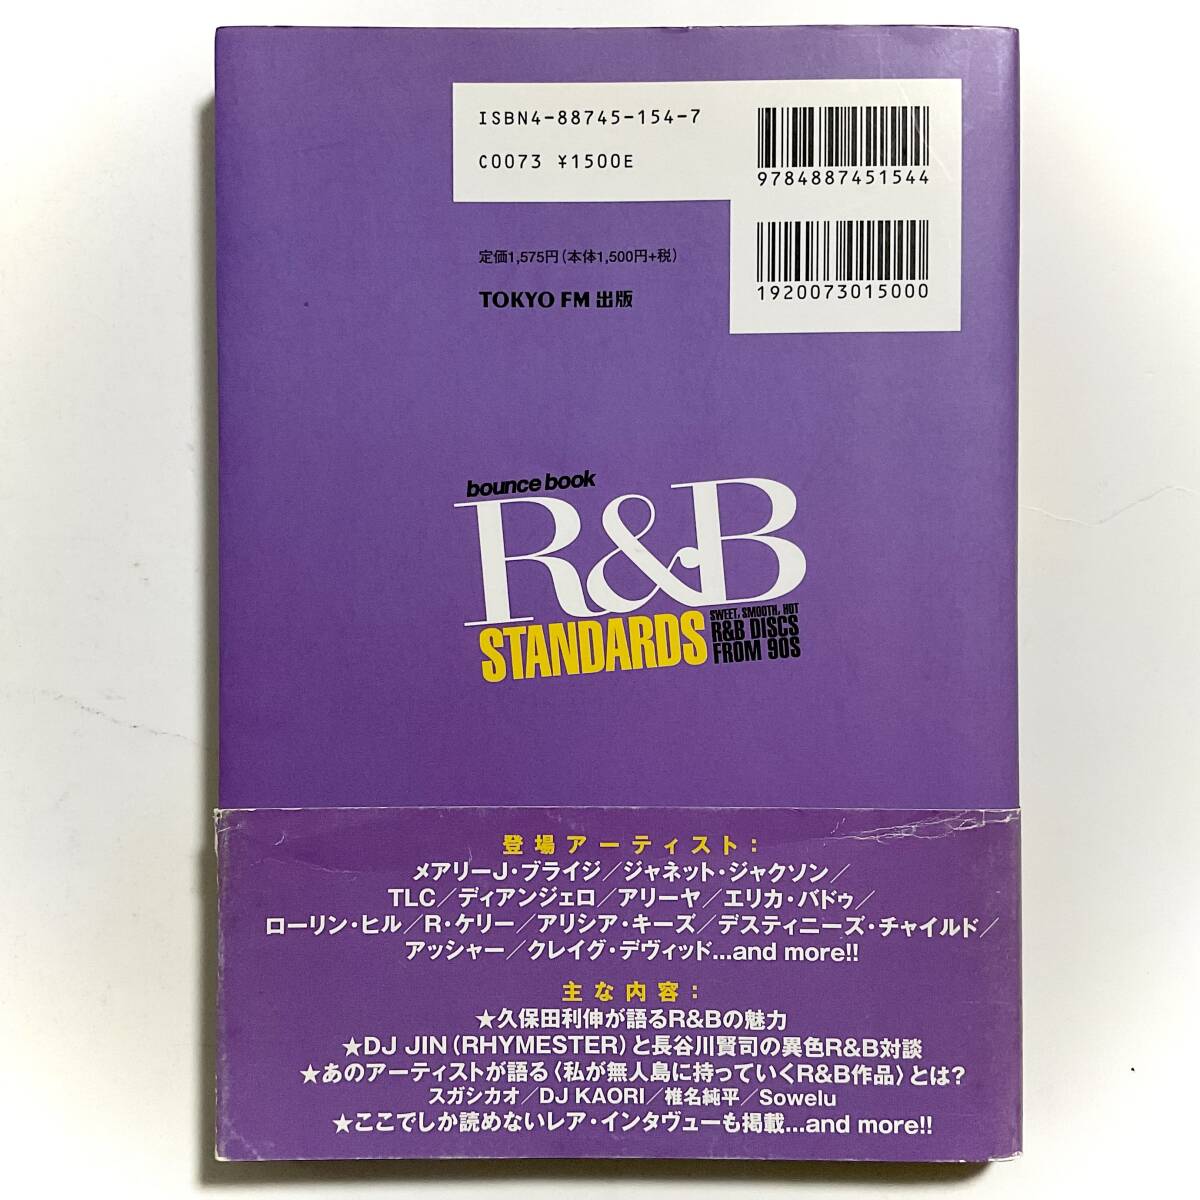 ISBN4-88745-154-7
C0073 ¥1500E
9784887451544
定価1,575円(本体1,500円+税)
TOKYO FM 出版
1920073015000
bounce book
R&B
STANDARDS
SWEET, SMOOTH, HOT
R&B DISCS
FROM 90S
登場アーティスト:
メアリーJ・ブライジ/ジャネット・ジャクソン/
TLC/ディアンジェロ/アリーヤ/エリカ・バドゥ/
ローリン・ヒル/R・ケリー/アリシア・キーズ/デスティニーズ・チャイルド/
アッシャー/クレイグ・デヴィッド...and more!!
主な内容:
★久保田利伸が語るR&Bの魅力
★DJ JIN(RHYMESTER)と長谷川賢司の異色R&B対談
★あのアーティストが語る〈私が無人島に持っていくR&B作品〉とは?
スガシカオ/DJ KAORI/椎名純平/Sowelu
★ここでしか読めないレア・インタヴューも掲載...and more!!